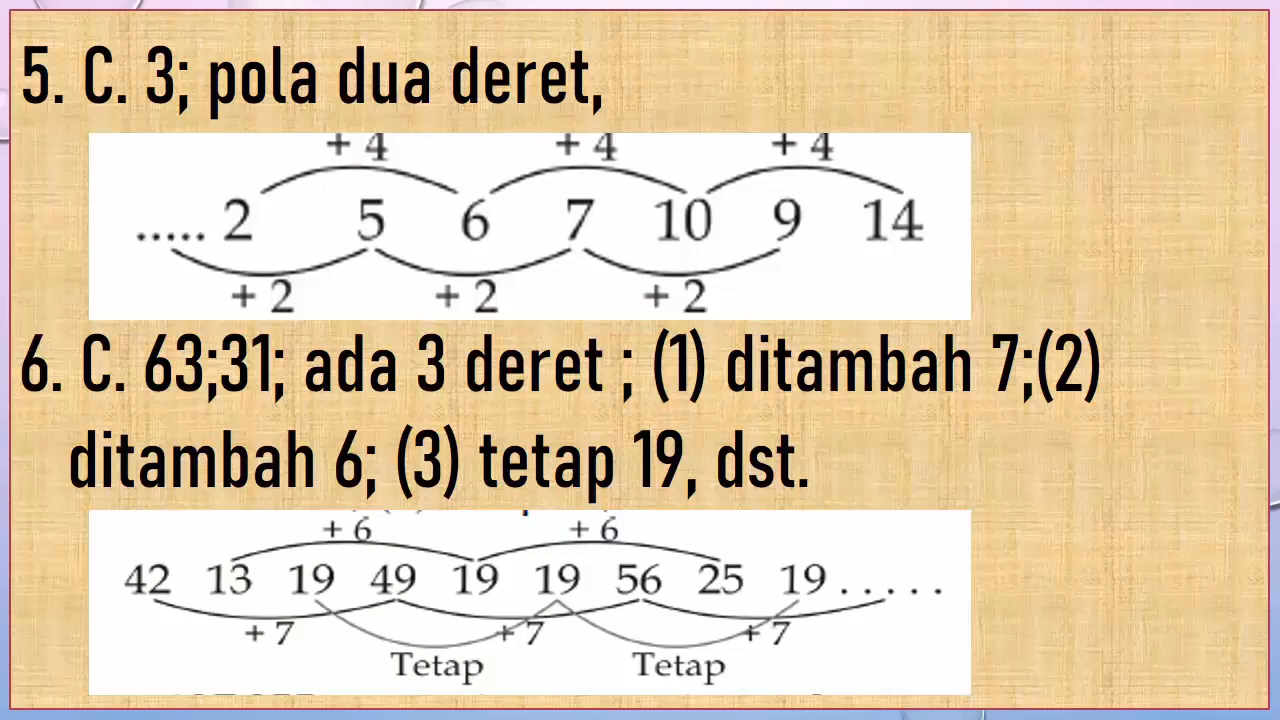 5. C. 3; pola dua deret,
+ 4 + 4 + 4
..... 2 5 6 7 10 9 14
+ 2 + 2 + 2
6. C. 63;31; ada 3 deret ; (1) ditambah 7;(2)
ditambah 6; (3) tetap 19, dst.
+ 6 + 6
42 13 19 49 19 19 56 25 19 . . . . .
+ 7 + 7 + 7
Tetap Tetap